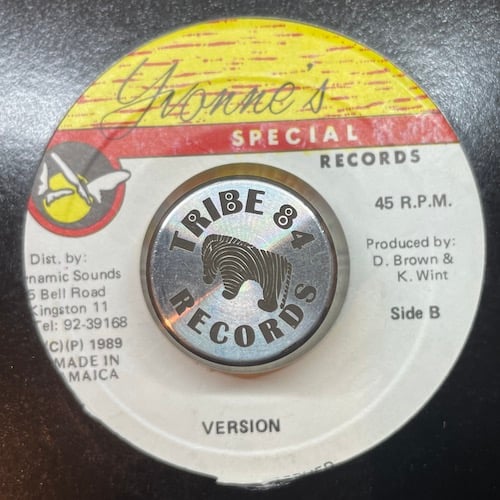 Yvonne's
SPECIAL
RECORDS
TRIBE 84
RECORDS
45 R.P.M.
Produced by:
D. Brown &
K. Wint
Side B
Dist. by:
namic Sounds
5 Bell Road
Kingston 11
Tel: 92-39168
(C)(P) 1989
MADE IN
MAICA
VERSION